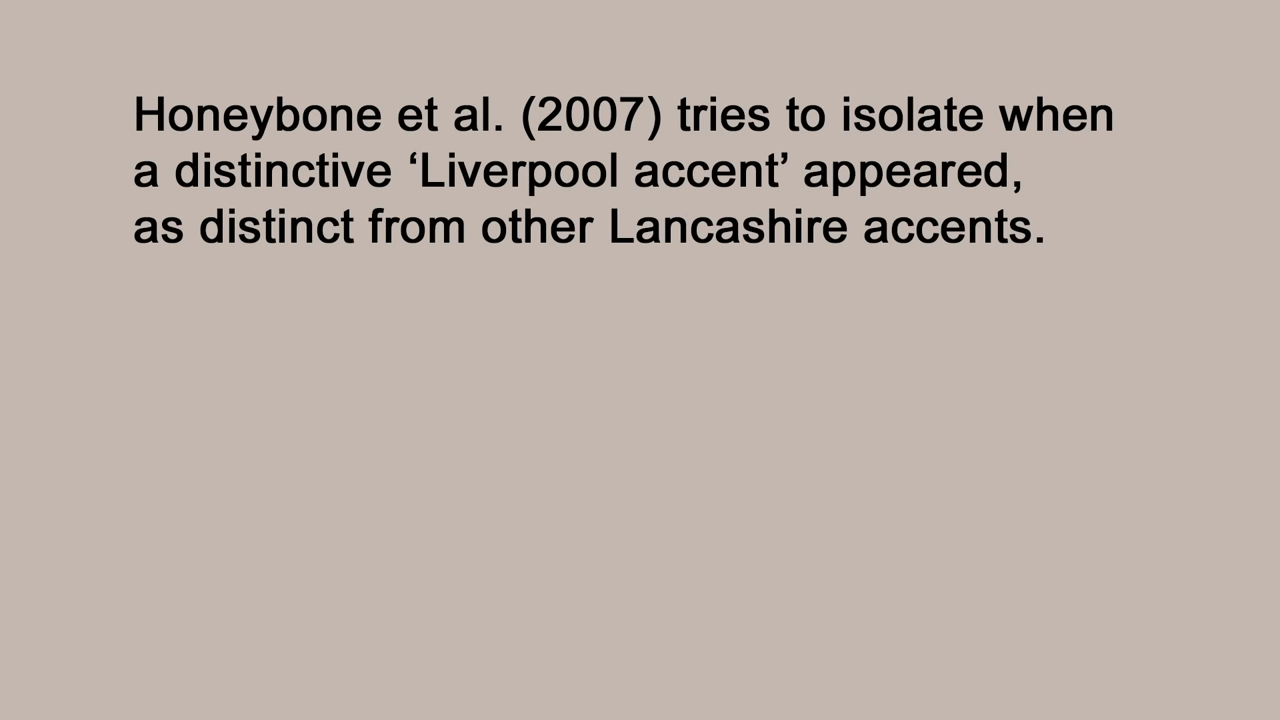 Honeybone et al. (2007) tries to isolate when
a distinctive ‘Liverpool accent’ appeared,
as distinct from other Lancashire accents.